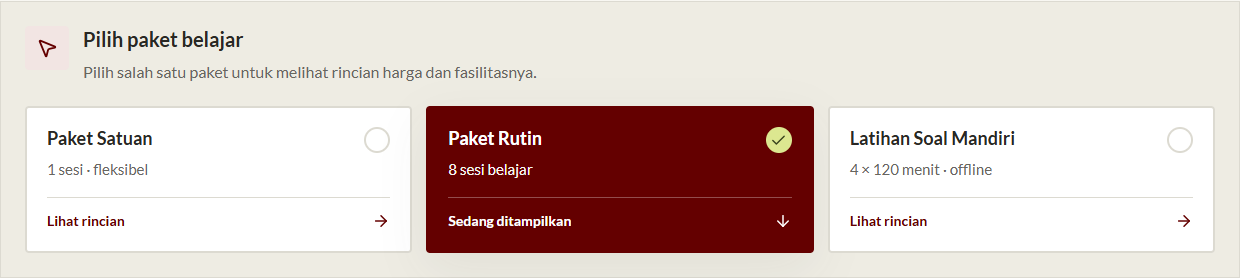 Pilih paket belajar
Pilih salah satu paket untuk melihat rincian harga dan fasilitasnya.
Paket Satuan
1 sesi · fleksibel
Lihat rincian
Paket Rutin
8 sesi belajar
Sedang ditampilkan
Latihan Soal Mandiri
4 × 120 menit · offline
Lihat rincian